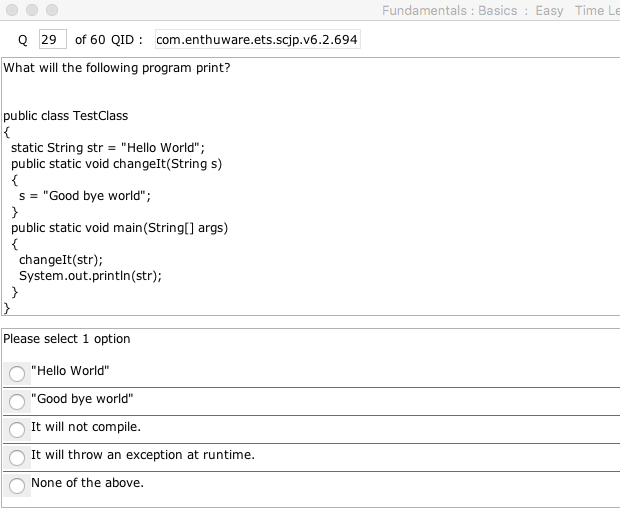 Fundamentals : Basics : Easy Time Le
Q 29 of 60 QID : com.enthuware.ets.scjp.v6.2.694
What will the following program print?
public class TestClass
{
static String str = "Hello World";
public static void changeIt(String s)
{
s = "Good bye world";
}
public static void main(String[] args)
{
changeIt(str);
System.out.println(str);
}
}
Please select 1 option
"Hello World"
"Good bye world"
It will not compile.
It will throw an exception at runtime.
None of the above.